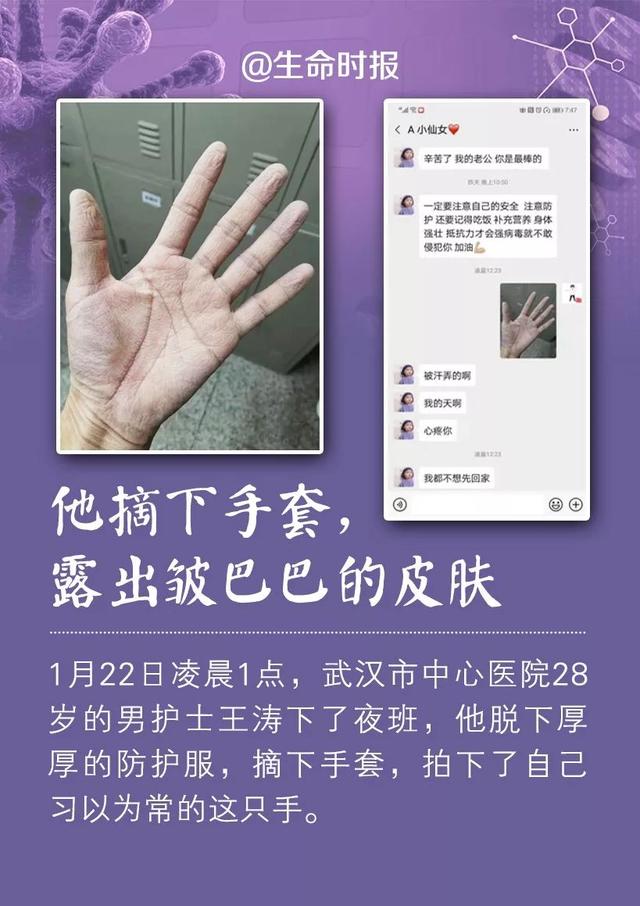 @生命时报
7:47
A 小仙女❤️
辛苦了 我的老公 你是最棒的
昨天 晚上10:50
一定要注意自己的安全 注意防
护 还要记得吃饭 补充营养 身体
强壮 抵抗力才会强病毒就不敢
侵犯你 加油💪🏼
凌晨12:23
被汗弄的啊
我的天啊
心疼你
凌晨12:23
我都不想先回家
他摘下手套，
露出皱巴巴的皮肤
1月22日凌晨1点，武汉市中心医院28
岁的男护士王涛下了夜班，他脱下厚
厚的防护服，摘下手套，拍下了自己
习以为常的这只手。